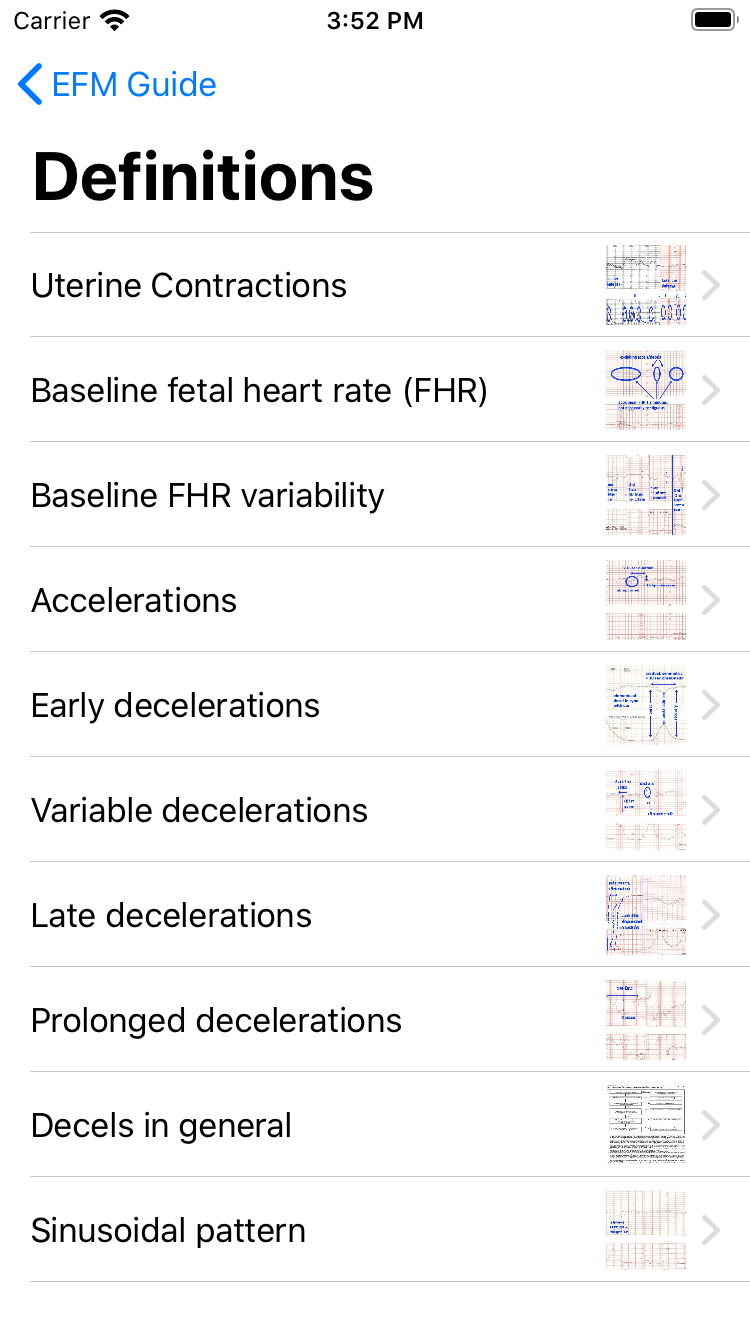 Carrier 3:52 PM
EFM Guide
Definitions
Uterine Contractions
Baseline fetal heart rate (FHR)
Baseline FHR variability
Accelerations
Early decelerations
Variable decelerations
Late decelerations
Prolonged decelerations
Decels in general
Sinusoidal pattern